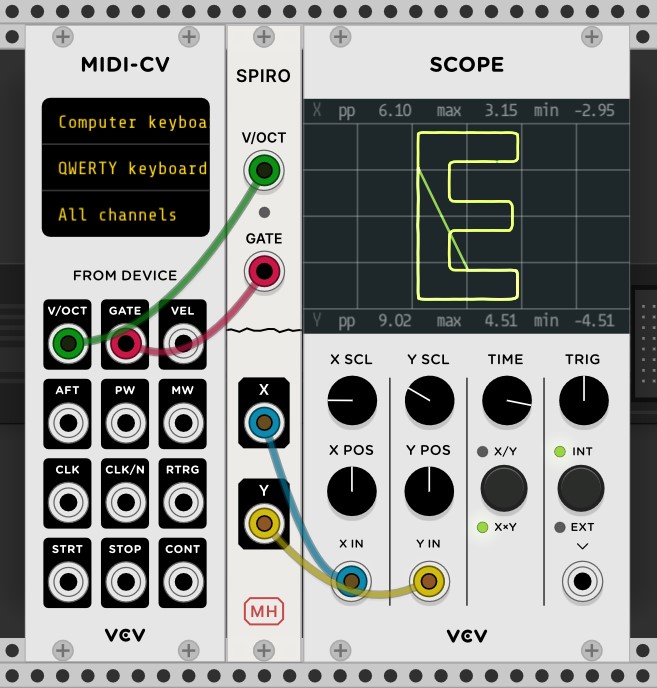 MIDI-CV
Computer keyboa
QWERTY keyboard
All channels
FROM DEVICE
V/OCT GATE VEL
AFT PW MW
CLK CLK/N RTRG
STRT STOP CONT
VCV
SPIRO
V/OCT
GATE
X
Y
MH
SCOPE
X pp 6.10 max 3.15 min -2.95
E
Y pp 9.02 max 4.51 min -4.51
X SCL Y SCL TIME TRIG
X POS Y POS X/Y INT
X×Y EXT
X IN Y IN
VCV